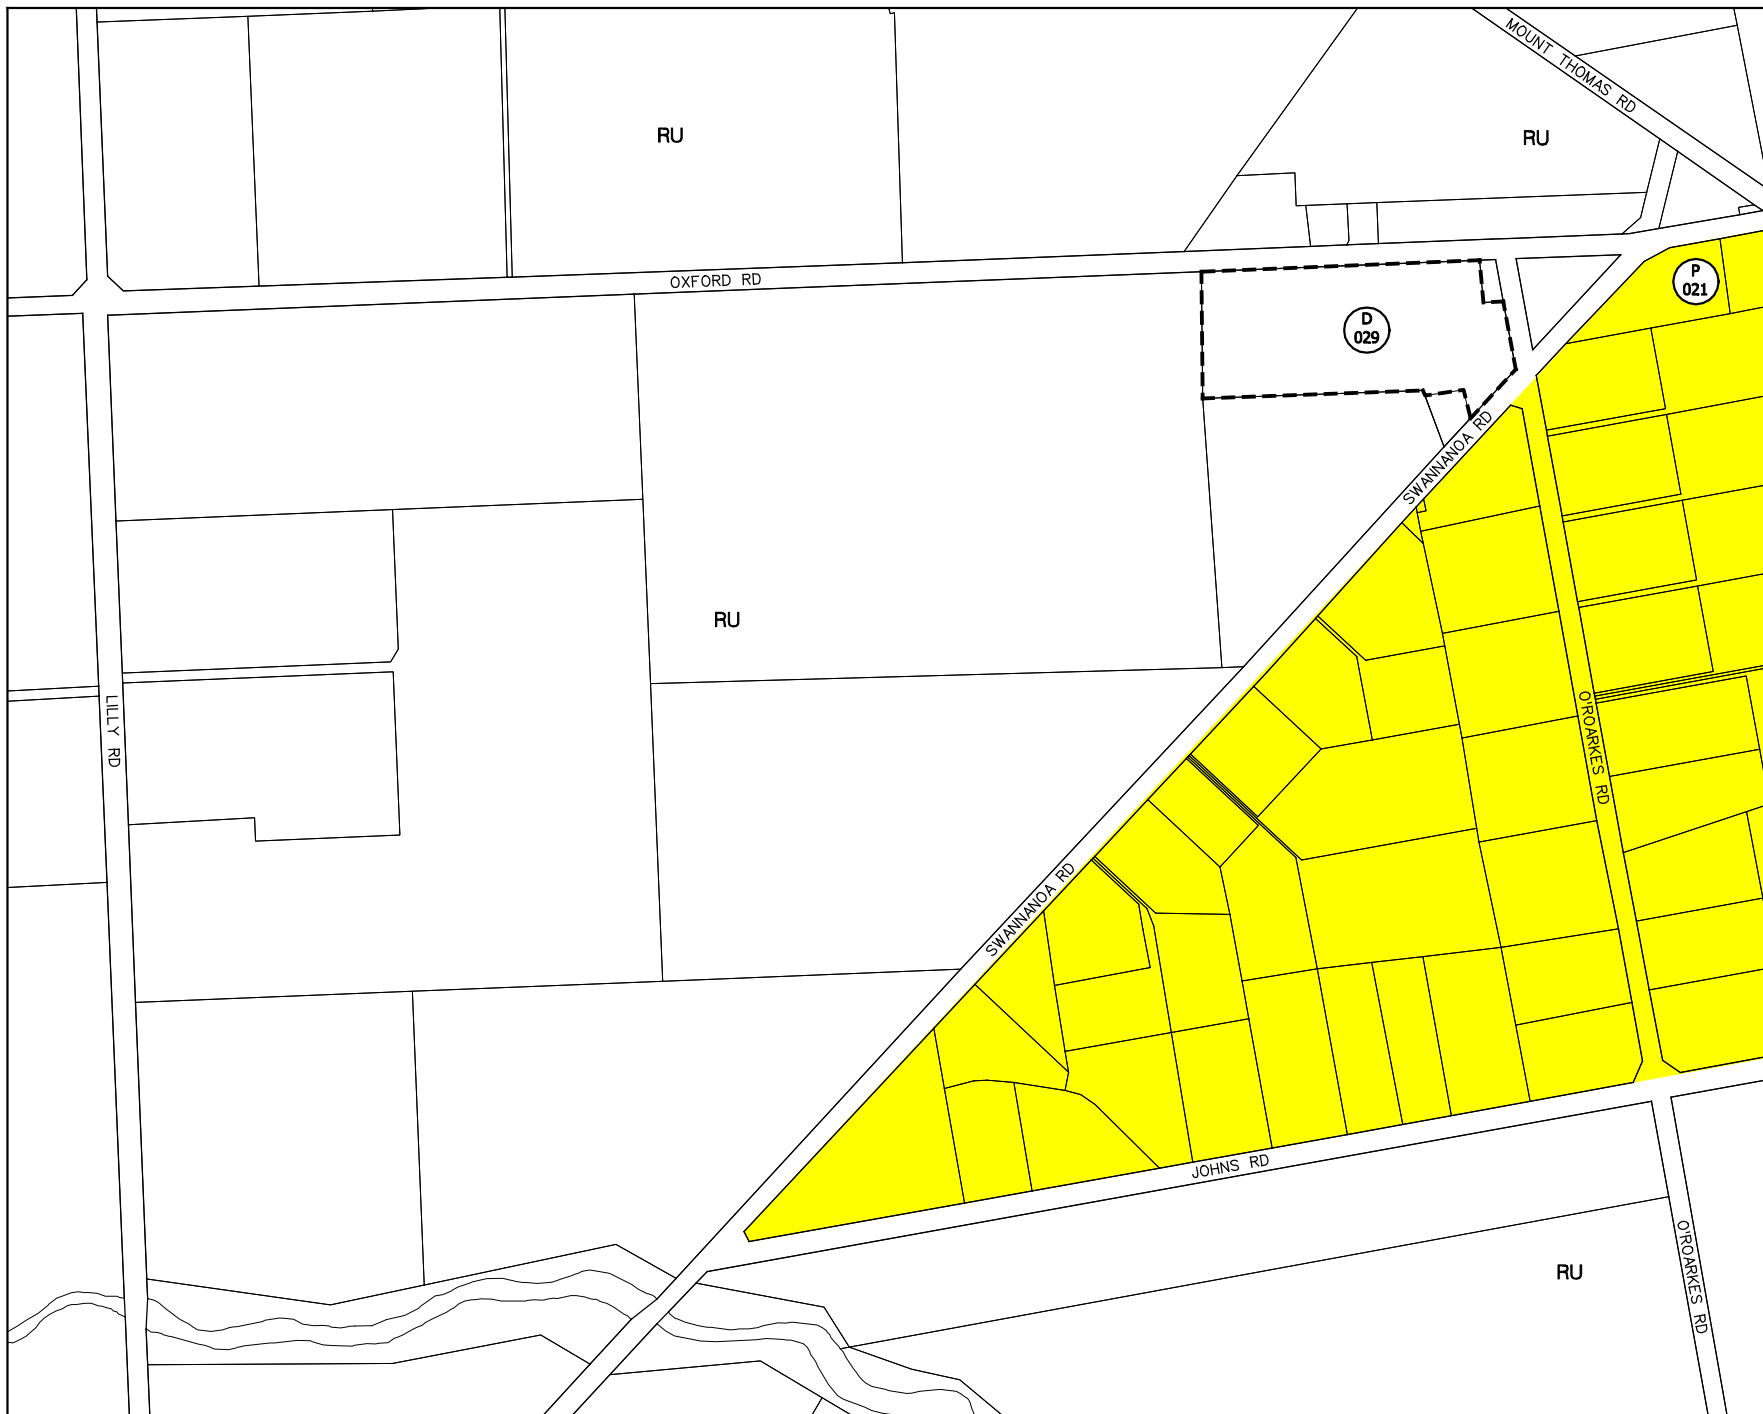 MOUNT THOMAS RD
RU
RU
OXFORD RD
P
021
D
029
SWANNANOA RD
RU
LILLY RD
O'ROARKES RD
SWANNANOA RD
JOHNS RD
RU
O'ROARKES RD